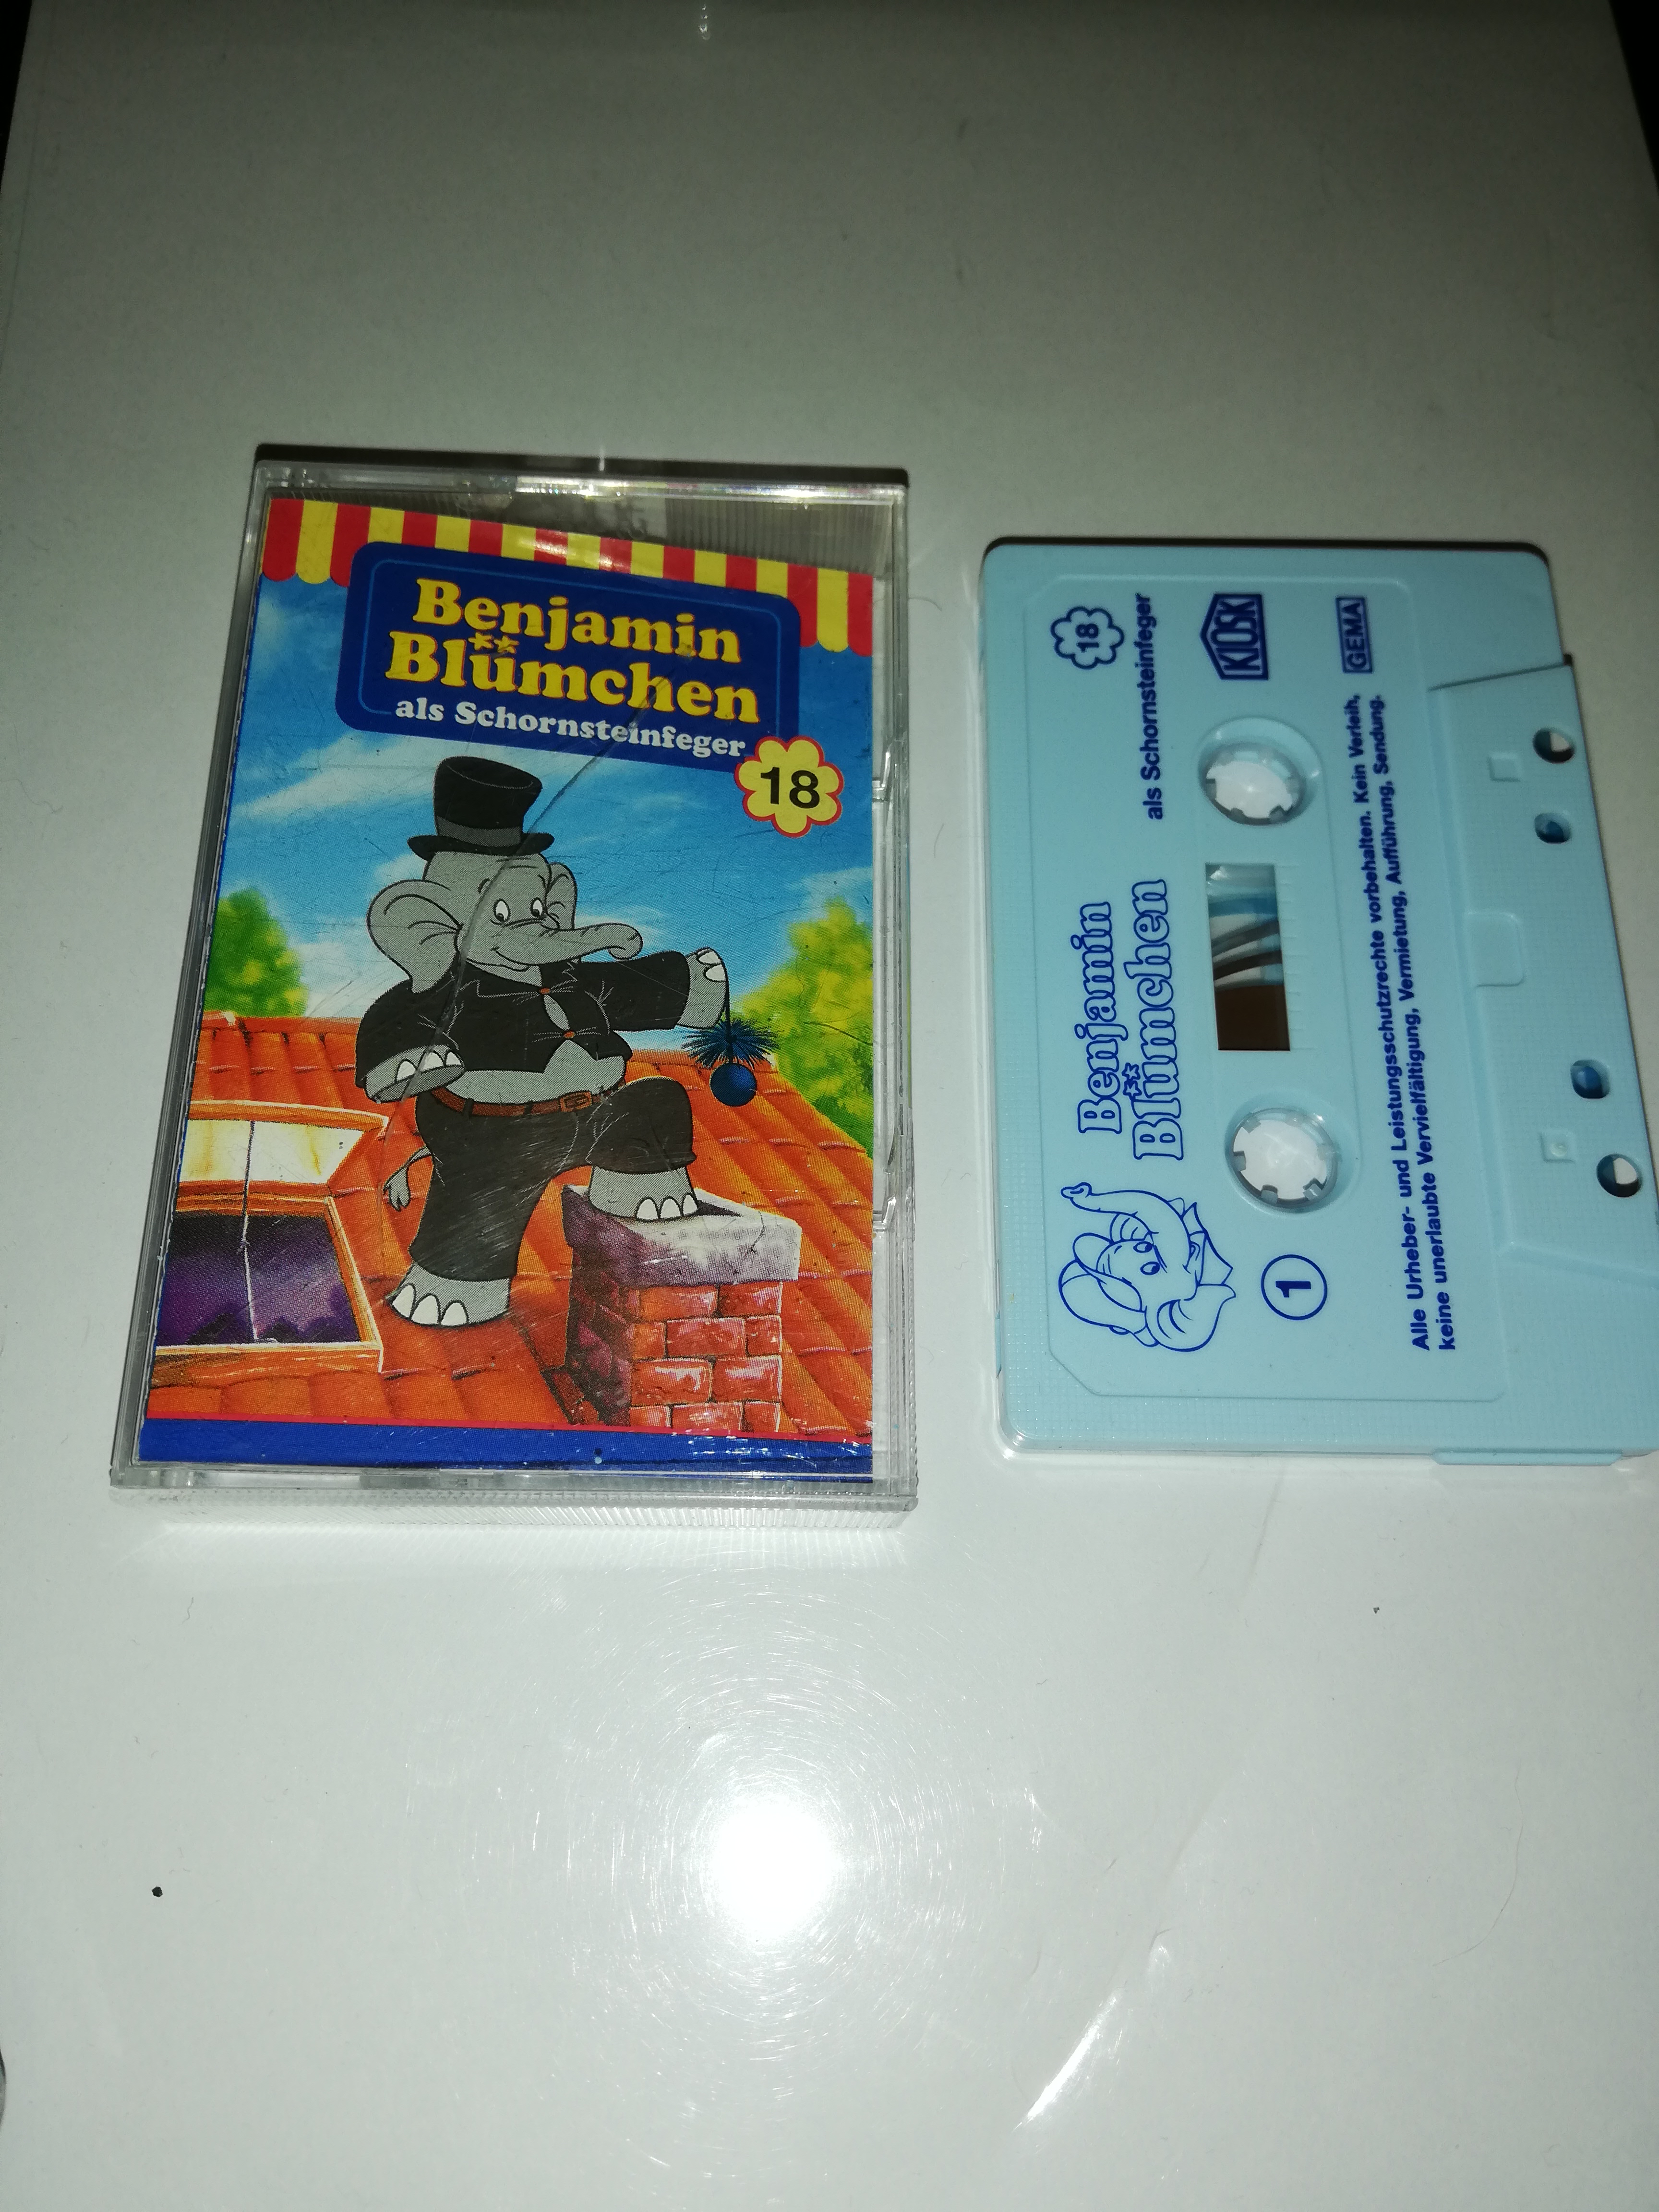 Benjamin
Blümchen
als Schornsteinfeger
18
18
als Schornsteinfeger
Benjamin
Blümchen
KIOSK
1
GEMA
Alle Urheber- und Leistungsschutzrechte vorbehalten. Kein Verleih,
keine unerlaubte Vervielfältigung, Vermietung, Aufführung, Sendung.